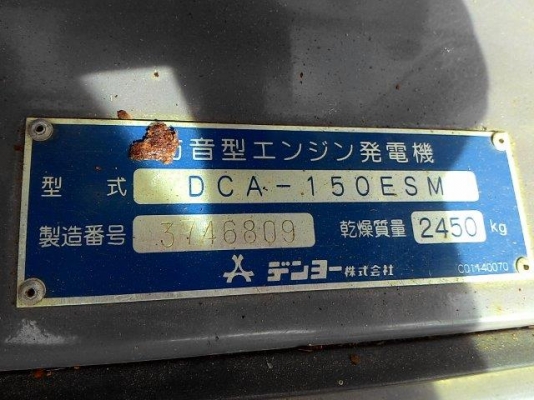 音型エンジン発電機
型 式 DCA-150ESM
製造番号 3746809 乾燥質量 2450 kg
デンヨー株式会社 C01140070